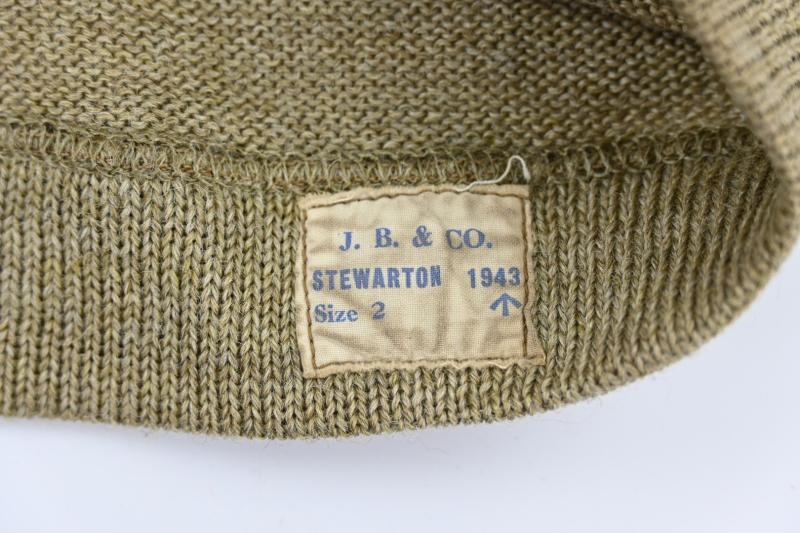 J. B. & CO.
STEWARTON 1943
Size 2 ↑